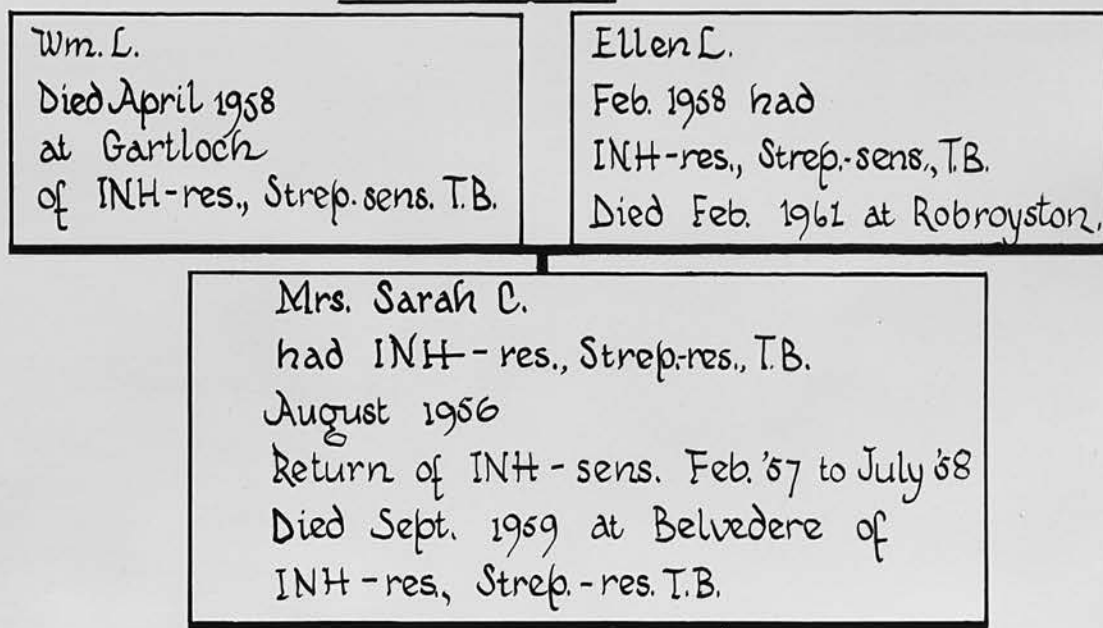 Wm. L.
Died April 1958
at Gartloch
of INH-res., Strep. sens. T.B.
Ellen L.
Feb. 1958 had
INH-res., Strep.-sens., T.B.
Died Feb. 1961 at Robroyston.
Mrs. Sarah C.
had INH-res., Strep-res., T.B.
August 1956
Return of INH-sens. Feb. '57 to July '58
Died Sept. 1959 at Belvedere of
INH-res., Strep.-res. T.B.